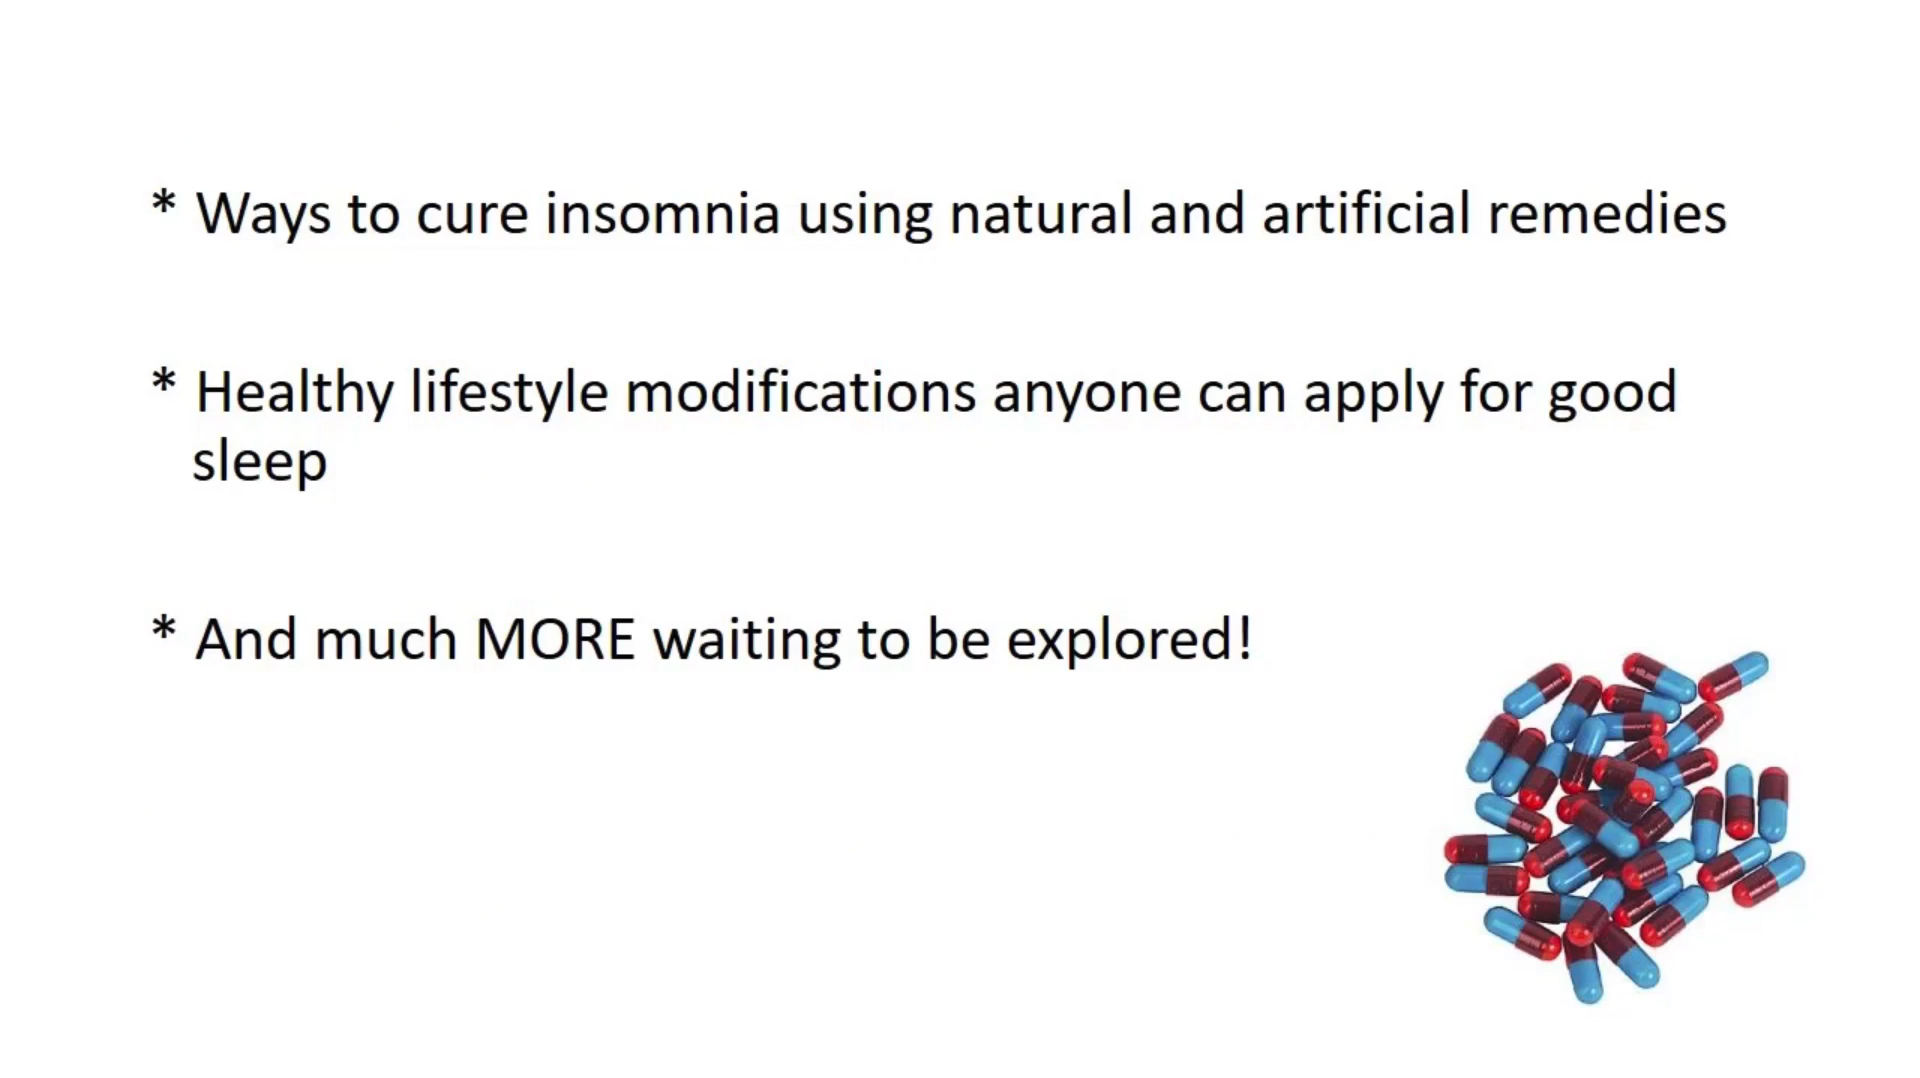 * Ways to cure insomnia using natural and artificial remedies
* Healthy lifestyle modifications anyone can apply for good
sleep
* And much MORE waiting to be explored!